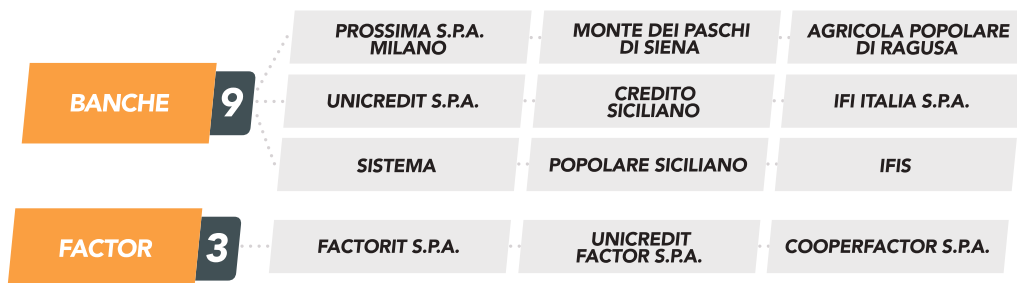 BANCHE
9
PROSSIMA S.P.A.
MILANO
MONTE DEI PASCHI
DI SIENA
AGRICOLA POPOLARE
DI RAGUSA
UNICREDIT S.P.A.
CREDITO
SICILIANO
IFI ITALIA S.P.A.
SISTEMA
POPOLARE SICILIANO
IFIS
FACTOR
3
FACTORIT S.P.A.
UNICREDIT
FACTOR S.P.A.
COOPERFACTOR S.P.A.